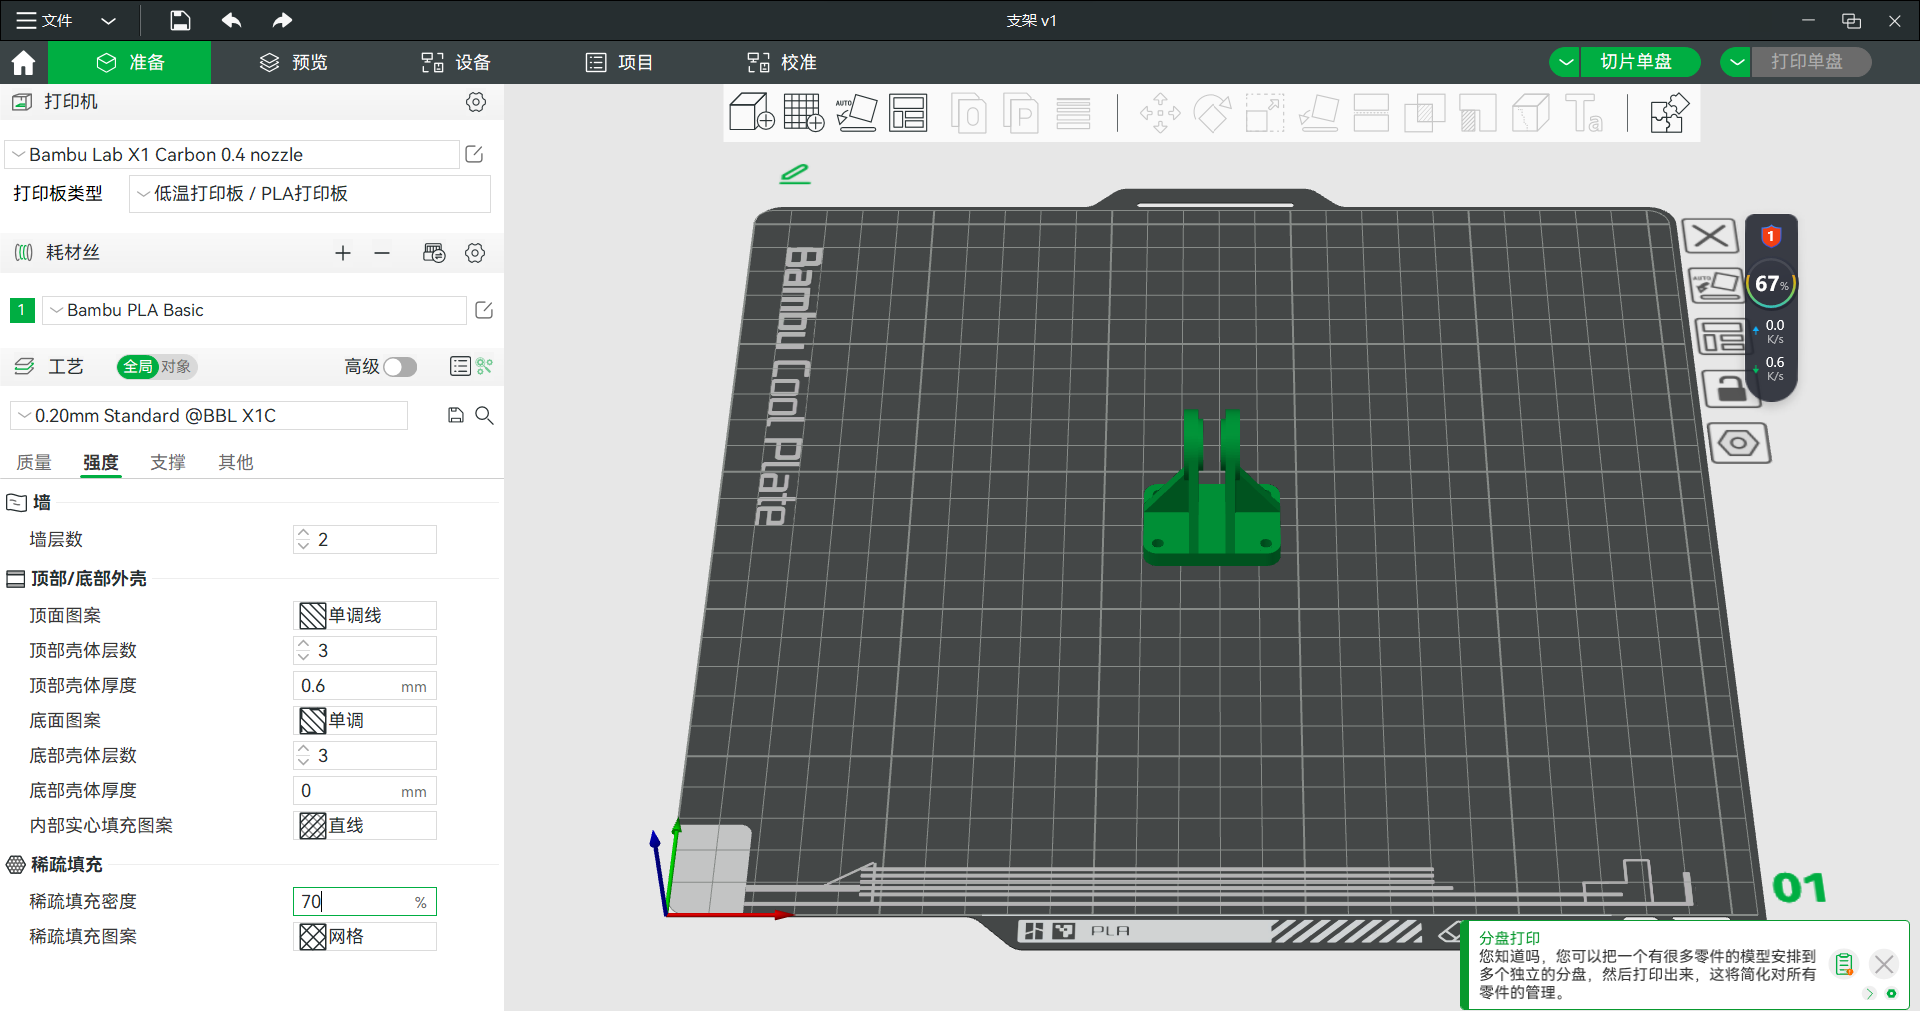 文件
支架 v1
准备
预览
设备
项目
校准
切片单盘
打印单盘
打印机
Bambu Lab X1 Carbon 0.4 nozzle
打印板类型
低温打印板 / PLA打印板
耗材丝
1
Bambu PLA Basic
工艺
全局
对象
高级
0.20mm Standard @BBL X1C
质量
强度
支撑
其他
墙
墙层数
2
顶部/底部外壳
顶面图案
单调线
顶部壳体层数
3
顶部壳体厚度
0.6 mm
底面图案
单调
底部壳体层数
3
底部壳体厚度
0 mm
内部实心填充图案
直线
稀疏填充
稀疏填充密度
70 %
稀疏填充图案
网格
AUTO
O
P
Ta
Bambu Cool Plate
AUTO
1
67%
0.0
K/s
0.6
K/s
01
PLA
分盘打印
您知道吗，您可以把一个有很多零件的模型安排到
多个独立的分盘，然后打印出来，这将简化对所有
零件的管理。